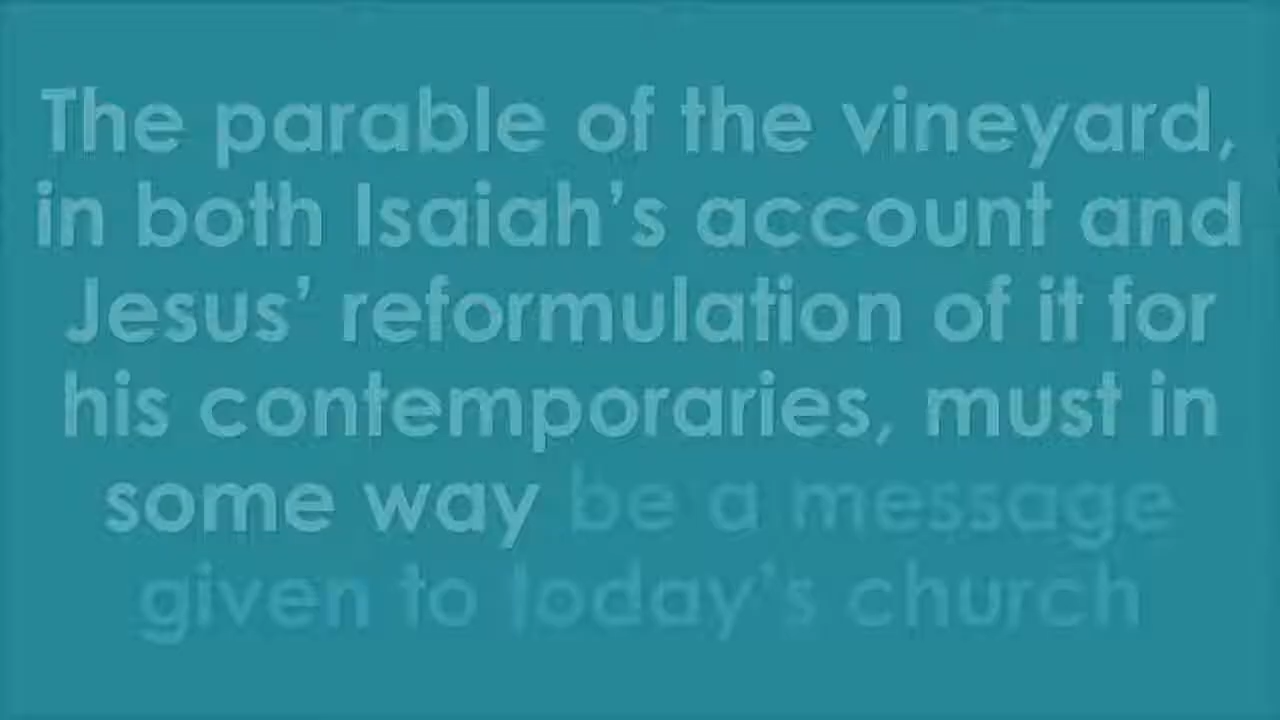 The parable of the vineyard,
in both Isaiah’s account and
Jesus’ reformulation of it for
his contemporaries, must in
some way be a message
given to today’s church